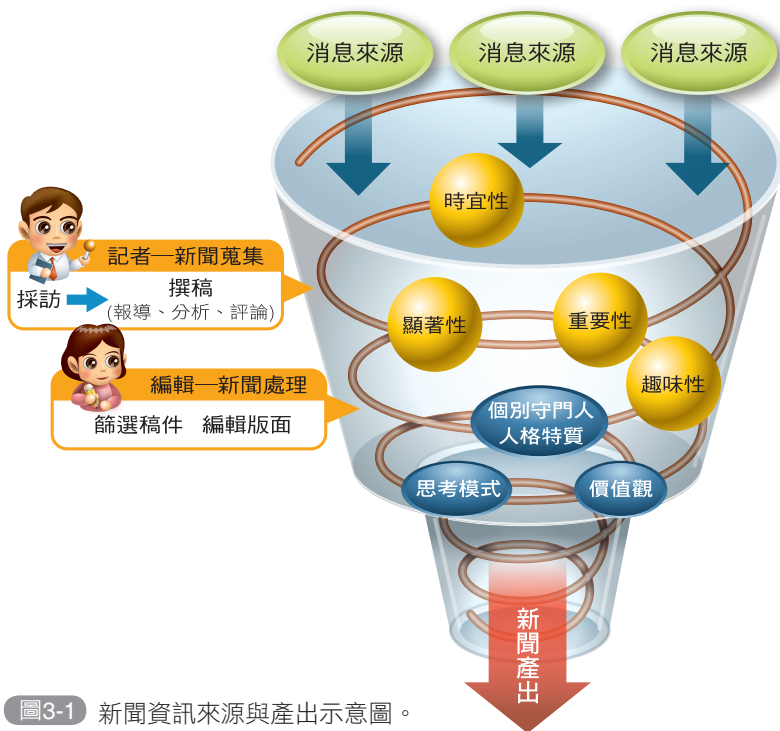 消息來源
消息來源
消息來源
時宜性
記者—新聞蒐集
採訪
撰稿
(報導、分析、評論)
顯著性
重要性
編輯—新聞處理
篩選稿件 編輯版面
趣味性
個別守門人
人格特質
思考模式
價值觀
新聞產出
圖3-1 新聞資訊來源與產出示意圖。